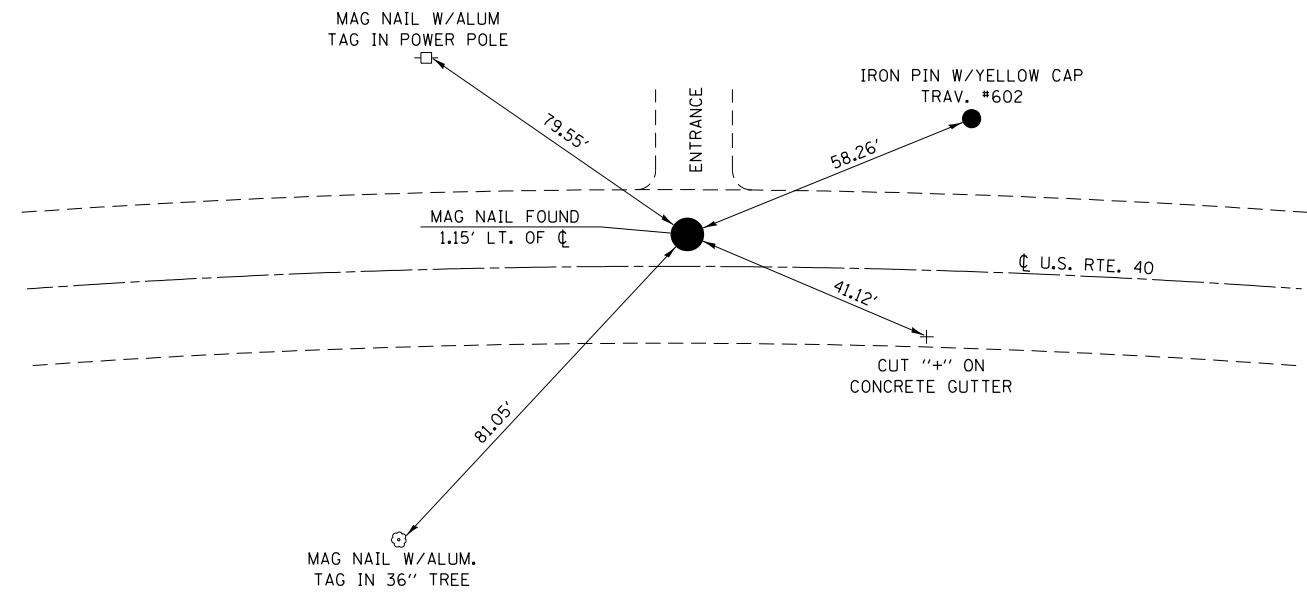 MAG NAIL W/ALUM
TAG IN POWER POLE
IRON PIN W/YELLOW CAP
TRAV. #602
79.55'
ENTRANCE
58.26'
MAG NAIL FOUND
1.15' LT. OF ℄
℄ U.S. RTE. 40
41.12'
CUT "+" ON
CONCRETE GUTTER
81.05'
MAG NAIL W/ALUM.
TAG IN 36" TREE